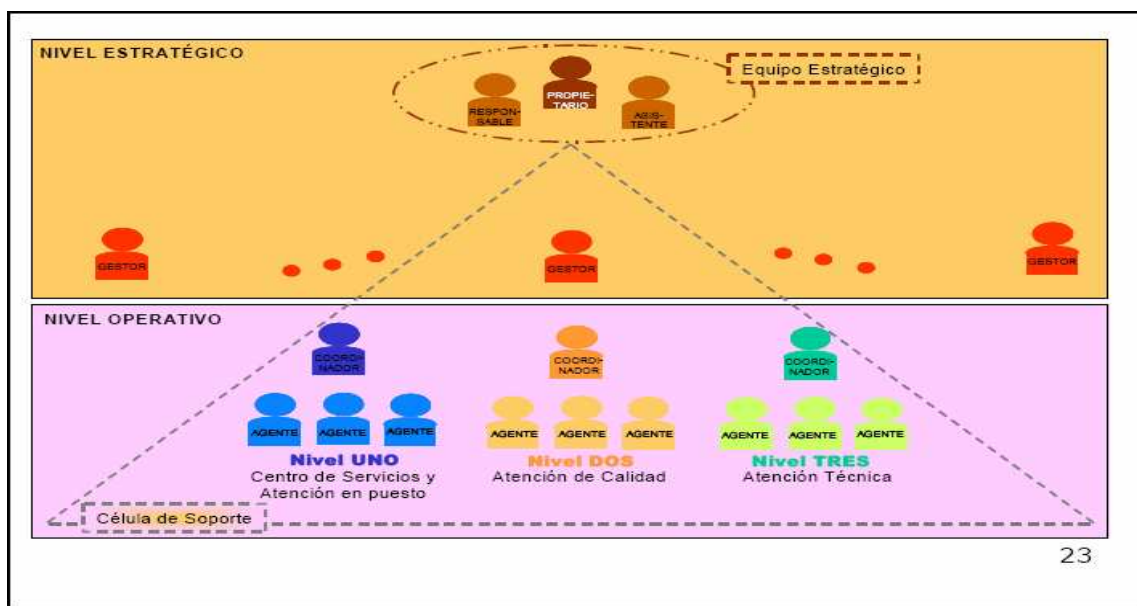 NIVEL ESTRATÉGICO
Equipo Estratégico
PROPIE-
TARIO
RESPON-
SABLE
ASIS-
TENTE
GESTOR
GESTOR
GESTOR
NIVEL OPERATIVO
COORDI-
NADOR
COORDI-
NADOR
COORDI-
NADOR
AGENTE AGENTE AGENTE
AGENTE AGENTE AGENTE
AGENTE AGENTE AGENTE
Nivel UNO
Centro de Servicios y
Atención en puesto
Nivel DOS
Atención de Calidad
Nivel TRES
Atención Técnica
Célula de Soporte
23